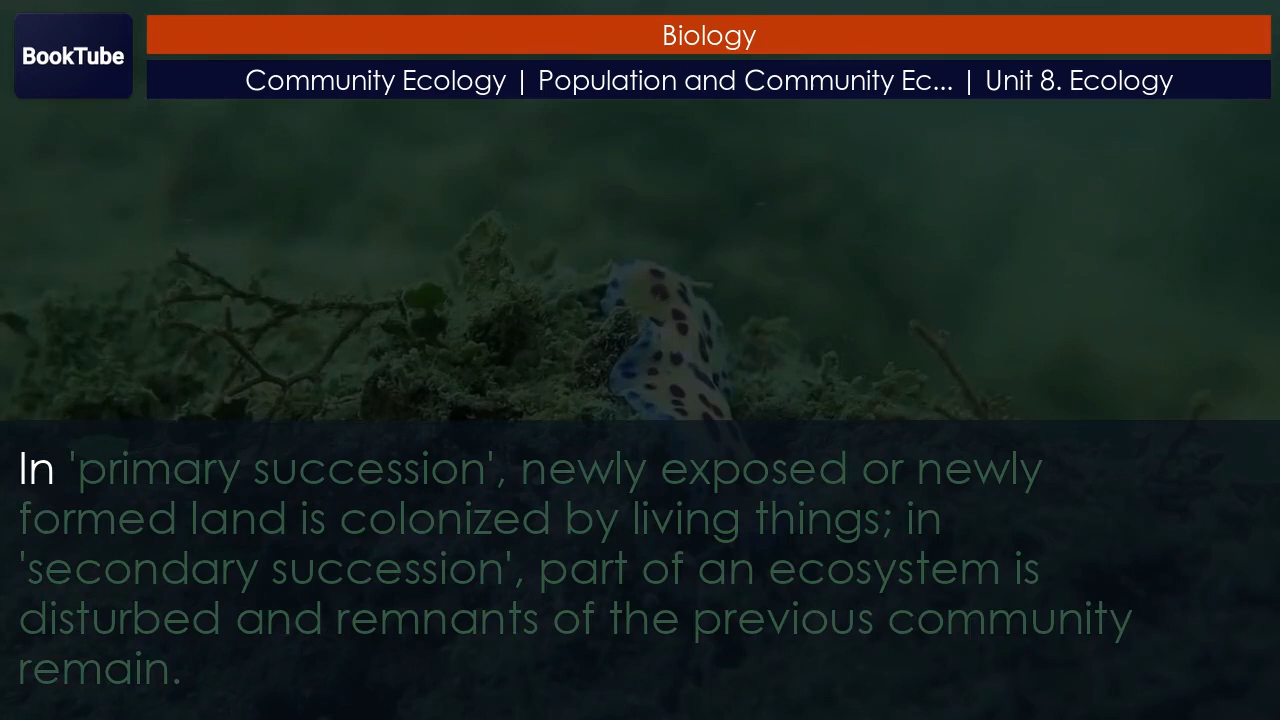 BookTube
Biology
Community Ecology | Population and Community Ec... | Unit 8. Ecology
In 'primary succession', newly exposed or newly
formed land is colonized by living things; in
'secondary succession', part of an ecosystem is
disturbed and remnants of the previous community
remain.